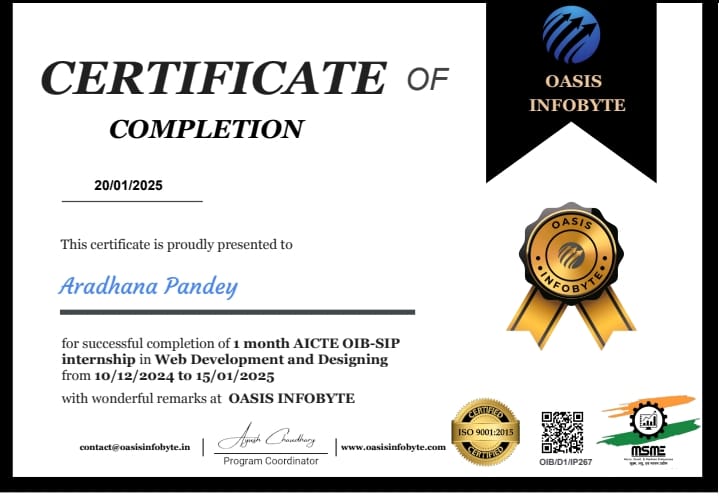 CERTIFICATE OF
COMPLETION
OASIS
INFOBYTE
20/01/2025
This certificate is proudly presented to
Aradhana Pandey
for successful completion of 1 month AICTE OIB-SIP
internship in Web Development and Designing
from 10/12/2024 to 15/01/2025
with wonderful remarks at OASIS INFOBYTE
OASIS
INFOBYTE
contact@oasisinfobyte.in
Ayush Chaudhary
Program Coordinator
www.oasisinfobyte.com
CERTIFIED
ISO 9001:2015
CERTIFIED
OIB/D1/IP267
MSME